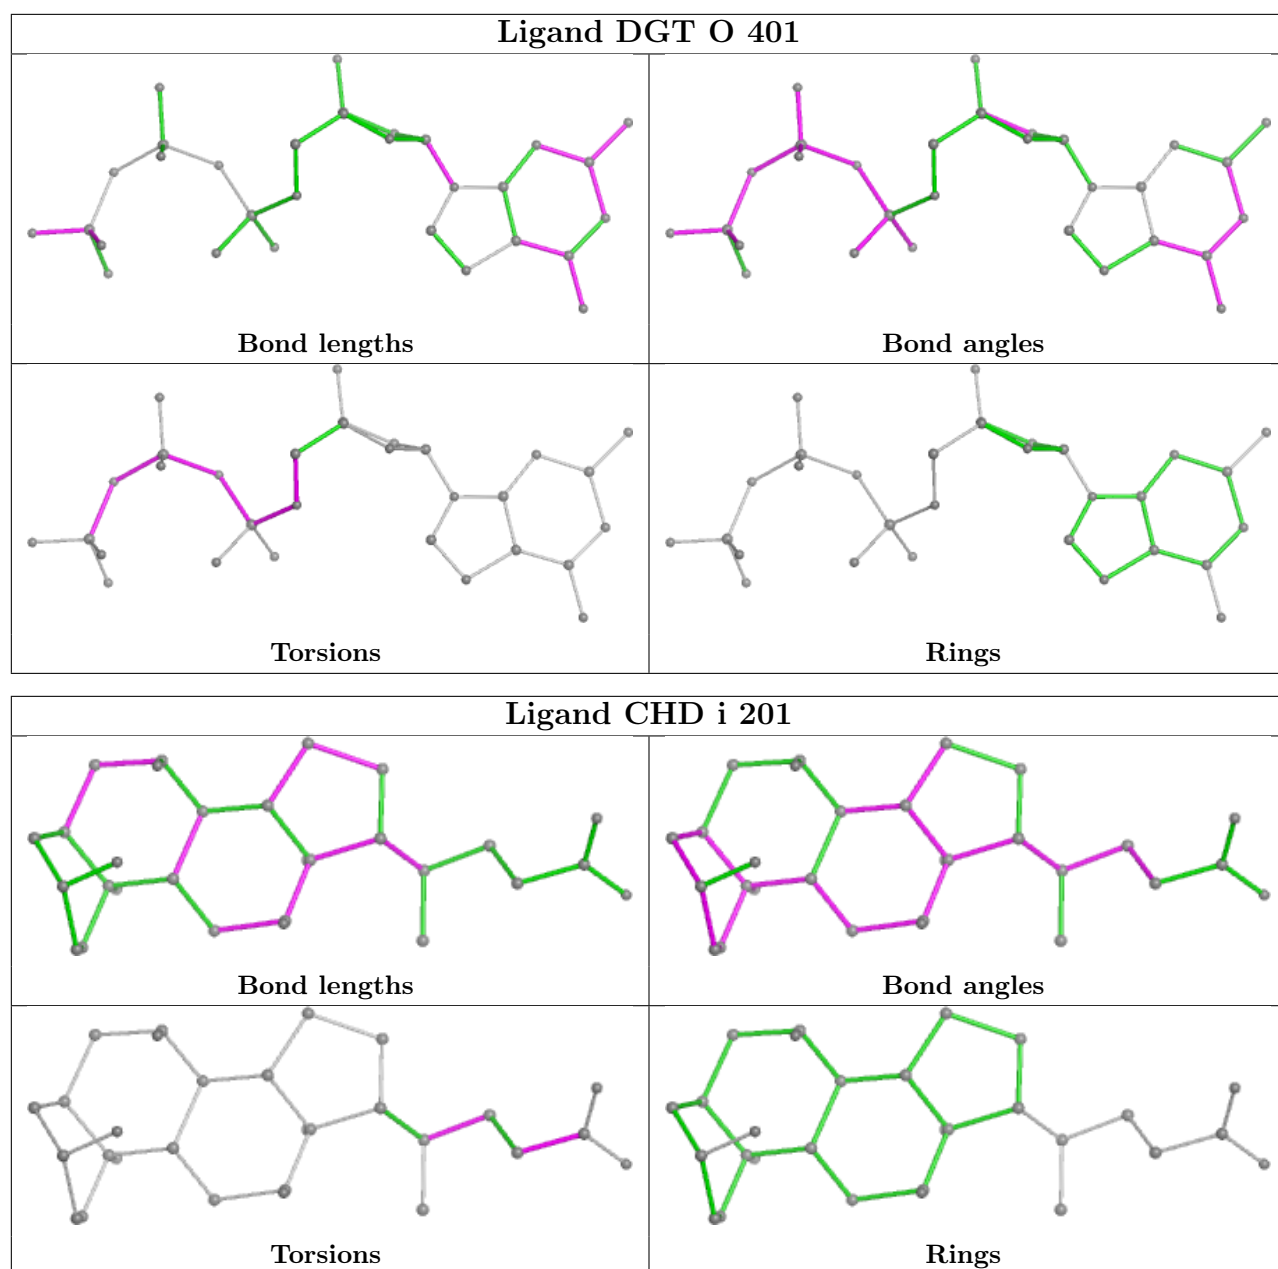 Ligand DGT O 401
Bond lengths
Bond angles
Torsions
Rings
Ligand CHD i 201
Bond lengths
Bond angles
Torsions
Rings